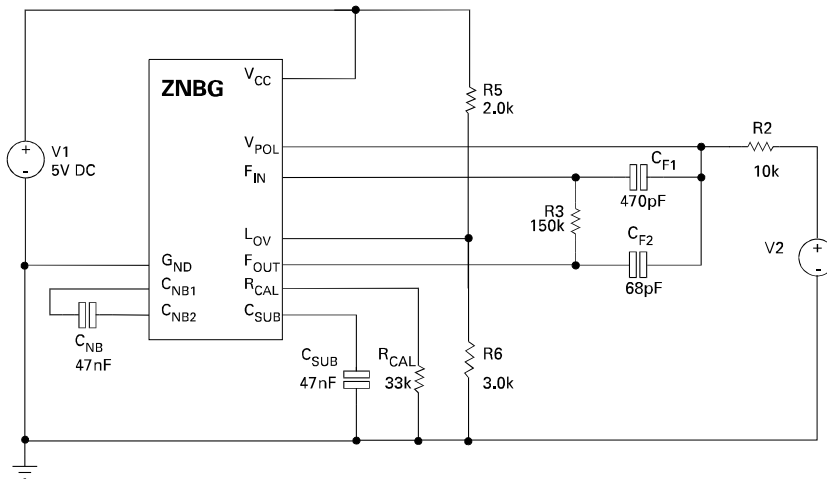 ZNBG
VCC
VPOL
FIN
LOV
GND
FOUT
CNB1
RCAL
CNB2
CSUB
+
-
V1
5V DC
R5
2.0k
R2
10k
CF1
470pF
R3
150k
CF2
68pF
V2
+
-
CNB
47nF
CSUB
47nF
RCAL
33k
R6
3.0k